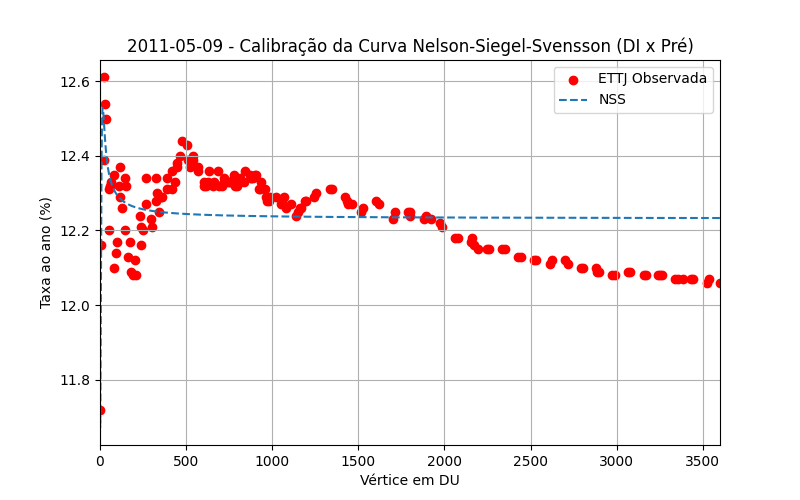 2011-05-09 - Calibração da Curva Nelson-Siegel-Svensson (DI x Pré)
ETTJ Observada
NSS
Taxa ao ano (%)
12.6
12.4
12.2
12.0
11.8
0 500 1000 1500 2000 2500 3000 3500
Vértice em DU